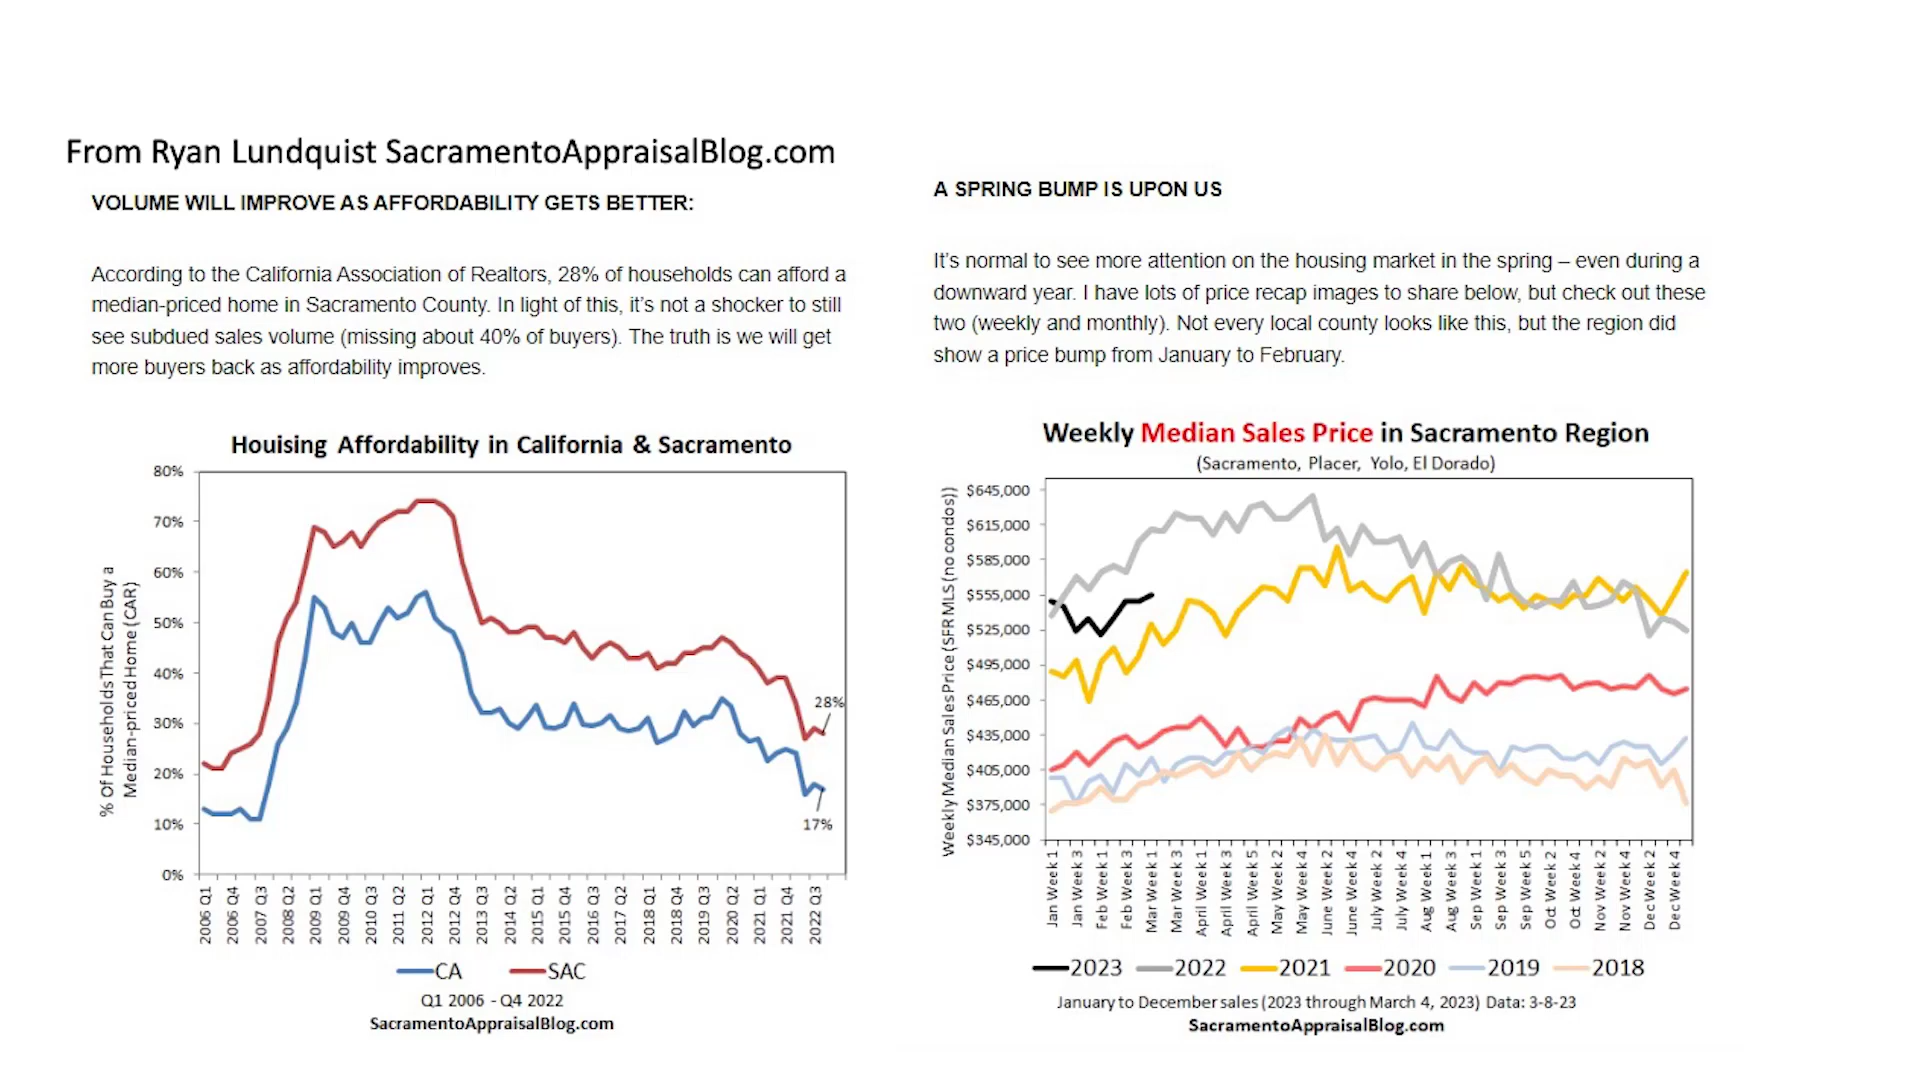 From Ryan Lundquist SacramentoAppraisalBlog.com
VOLUME WILL IMPROVE AS AFFORDABILITY GETS BETTER:
According to the California Association of Realtors, 28% of households can afford a
median-priced home in Sacramento County. In light of this, it's not a shocker to still
see subdued sales volume (missing about 40% of buyers). The truth is we will get
more buyers back as affordability improves.
Houising Affordability in California & Sacramento
% Of Households That Can Buy a
Median-priced Home (CAR)
80%
70%
60%
50%
40%
30%
20%
10%
0%
28%
17%
2006 Q1
2006 Q4
2007 Q3
2008 Q2
2009 Q1
2009 Q4
2010 Q3
2011 Q2
2012 Q1
2012 Q4
2013 Q3
2014 Q2
2015 Q1
2015 Q4
2016 Q3
2017 Q2
2018 Q1
2018 Q4
2019 Q3
2020 Q2
2021 Q1
2021 Q4
2022 Q3
CA
SAC
Q1 2006 - Q4 2022
SacramentoAppraisalBlog.com
A SPRING BUMP IS UPON US
It's normal to see more attention on the housing market in the spring – even during a
downward year. I have lots of price recap images to share below, but check out these
two (weekly and monthly). Not every local county looks like this, but the region did
show a price bump from January to February.
Weekly Median Sales Price in Sacramento Region
(Sacramento, Placer, Yolo, El Dorado)
Weekly Median Sales Price (SFR MLS (no condos))
$645,000
$615,000
$585,000
$555,000
$525,000
$495,000
$465,000
$435,000
$405,000
$375,000
$345,000
Jan Week 1
Jan Week 3
Feb Week 1
Feb Week 3
Mar Week 1
Mar Week 3
April Week 1
April Week 3
April Week 5
May Week 2
May Week 4
June Week 2
June Week 4
July Week 2
July Week 4
Aug Week 1
Aug Week 3
Sep Week 1
Sep Week 3
Sep Week 5
Oct Week 2
Oct Week 4
Nov Week 2
Nov Week 4
Dec Week 2
Dec Week 4
2023
2022
2021
2020
2019
2018
January to December sales (2023 through March 4, 2023) Data: 3-8-23
SacramentoAppraisalBlog.com